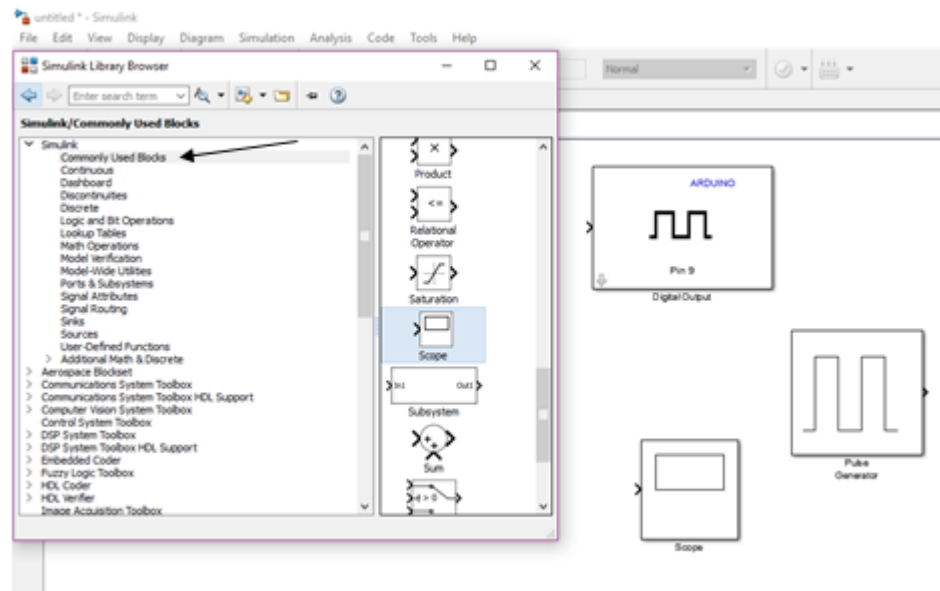 untitled * - Simulink
File Edit View Display Diagram Simulation Analysis Code Tools Help
Simulink Library Browser
Normal
Enter search term
Simulink/Commonly Used Blocks
Simulink
Commonly Used Blocks
Continuous
Dashboard
Discontinuities
Discrete
Logic and Bit Operations
Lookup Tables
Math Operations
Model Verification
Model-Wide Utilities
Ports & Subsystems
Signal Attributes
Signal Routing
Sinks
Sources
User-Defined Functions
Additional Math & Discrete
Aerospace Blockset
Communications System Toolbox
Communications System Toolbox HDL Support
Computer Vision System Toolbox
Control System Toolbox
DSP System Toolbox
DSP System Toolbox HDL Support
Embedded Coder
Fuzzy Logic Toolbox
HDL Coder
HDL Verifier
Image Acquisition Toolbox
×
Product
<=
Relational
Operator
Saturation
Scope
In1 Out1
Subsystem
+
+
Sum
> 0
ARDUINO
Pin 9
Digital Output
Pulse
Generator
Scope